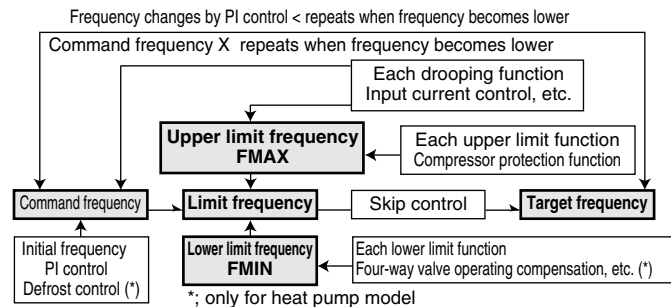 Frequency changes by PI control < repeats when frequency becomes lower
Command frequency X repeats when frequency becomes lower
Each drooping function
Input current control, etc.
Upper limit frequency
FMAX
Each upper limit function
Compressor protection function
Command frequency
Limit frequency
Skip control
Target frequency
Initial frequency
PI control
Defrost control (*)
Lower limit frequency
FMIN
Each lower limit function
Four-way valve operating compensation, etc. (*)
*; only for heat pump model